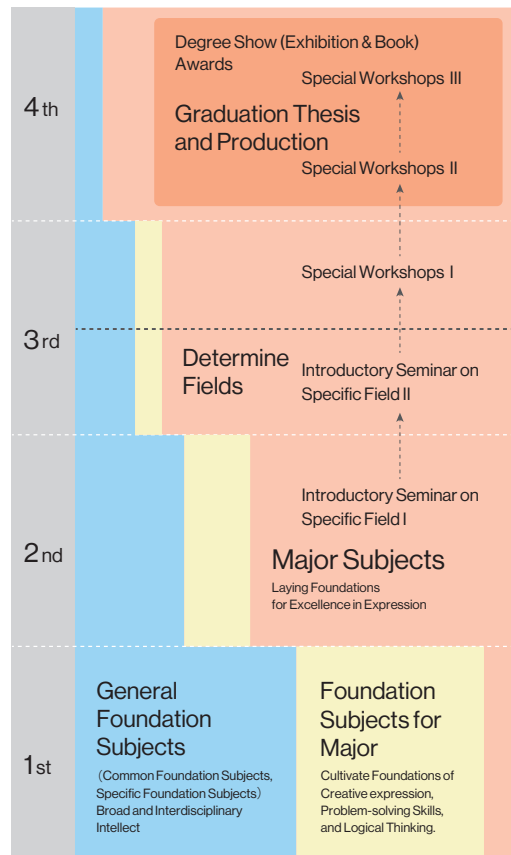 Degree Show (Exhibition & Book)
Awards
Special Workshops III
4th
Graduation Thesis
and Production
Special Workshops II
Special Workshops I
3rd
Determine
Fields
Introductory Seminar on
Specific Field II
Introductory Seminar on
Specific Field I
2nd
Major Subjects
Laying Foundations
for Excellence in Expression
1st
General
Foundation
Subjects
(Common Foundation Subjects,
Specific Foundation Subjects)
Broad and Interdisciplinary
Intellect
Foundation
Subjects for
Major
Cultivate Foundations of
Creative expression,
Problem-solving Skills,
and Logical Thinking.